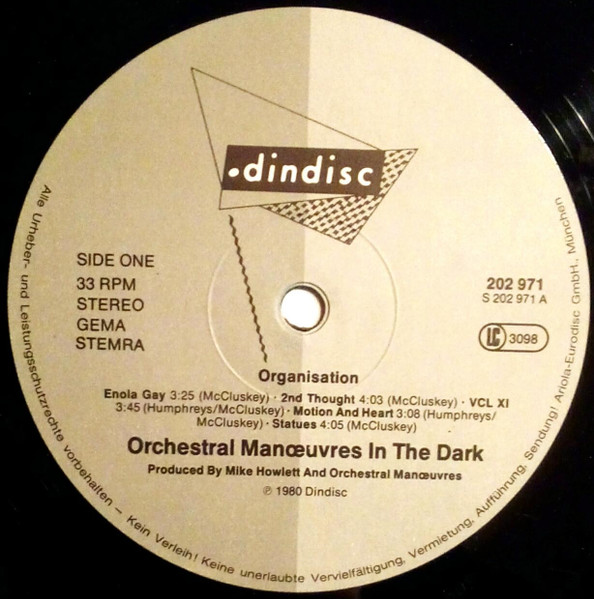 •dindisc
SIDE ONE
33 RPM
STEREO
GEMA
STEMRA
202 971
S 202 971 A
LC 3098
Organisation
Enola Gay 3:25 (McCluskey) · 2nd Thought 4:03 (McCluskey) · VCL XI
3:45 (Humphreys/McCluskey) · Motion And Heart 3:08 (Humphreys/
McCluskey) · Statues 4:05 (McCluskey)
Orchestral Manœuvres In The Dark
Produced By Mike Howlett And Orchestral Manœuvres
℗ 1980 Dindisc
Alle Urheber- und Leistungsschutzrechte vorbehalten – Kein Verleih! Keine unerlaubte Vervielfältigung, Vermietung, Aufführung, Sendung! Ariola-Eurodisc GmbH., München